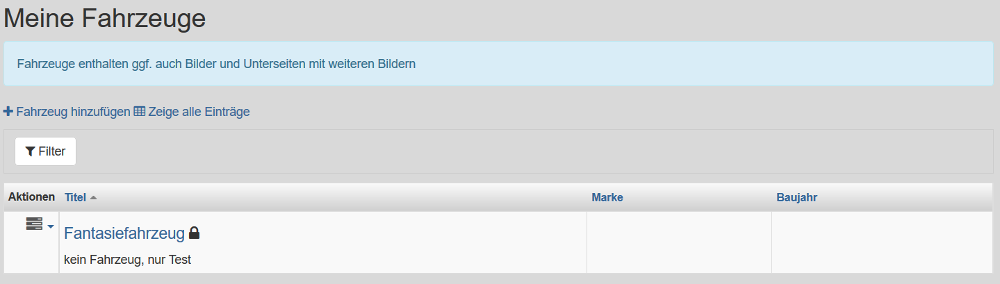 Meine Fahrzeuge
Fahrzeuge enthalten ggf. auch Bilder und Unterseiten mit weiteren Bildern
Fahrzeug hinzufügen Zeige alle Einträge
Filter
Aktionen Titel Marke Baujahr
Fantasiefahrzeug
kein Fahrzeug, nur Test